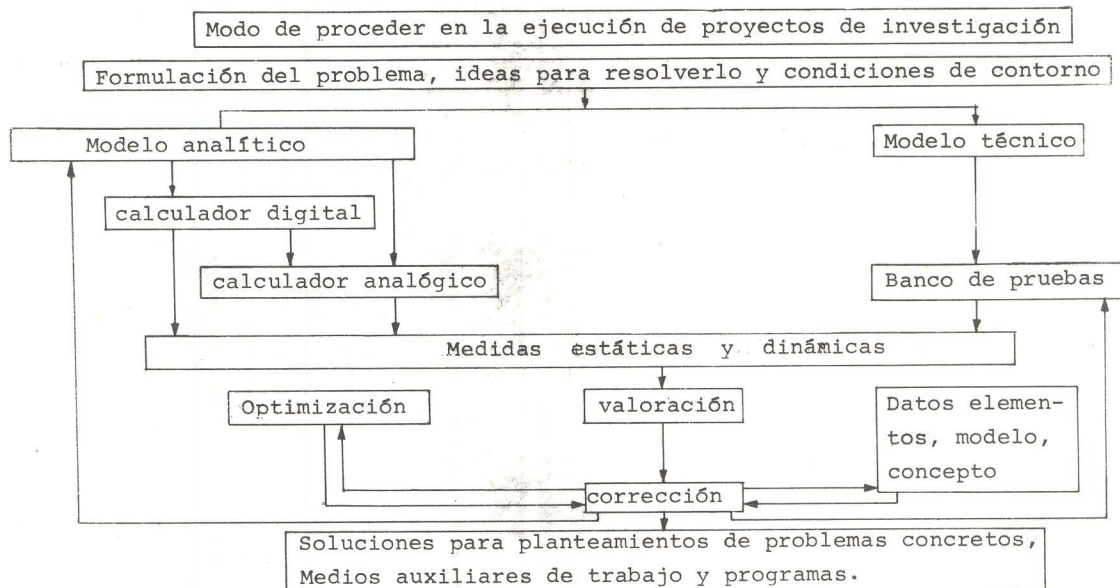 Modo de proceder en la ejecución de proyectos de investigación
Formulación del problema, ideas para resolverlo y condiciones de contorno
Modelo analítico
Modelo técnico
calculador digital
calculador analógico
Banco de pruebas
Medidas estáticas y dinámicas
Optimización
valoración
Datos elemen-
tos, modelo,
concepto
corrección
Soluciones para planteamientos de problemas concretos,
Medios auxiliares de trabajo y programas.